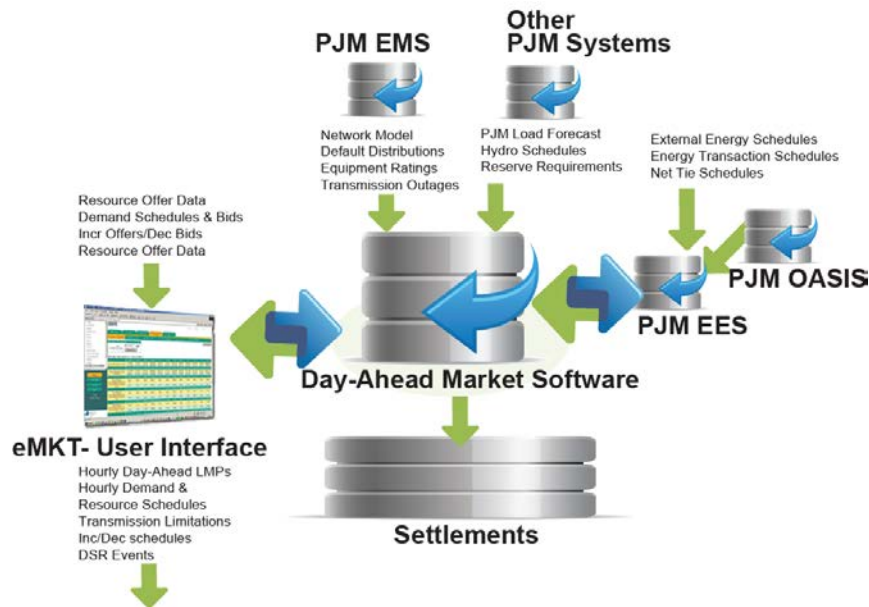 PJM EMS
Other
PJM Systems
Network Model
Default Distributions
Equipment Ratings
Transmission Outages
PJM Load Forecast
Hydro Schedules
Reserve Requirements
External Energy Schedules
Energy Transaction Schedules
Net Tie Schedules
Resource Offer Data
Demand Schedules & Bids
Incr Offers/Dec Bids
Resource Offer Data
PJM OASIS
PJM EES
Day-Ahead Market Software
eMKT- User Interface
Hourly Day-Ahead LMPs
Hourly Demand &
Resource Schedules
Transmission Limitations
Inc/Dec schedules
DSR Events
Settlements